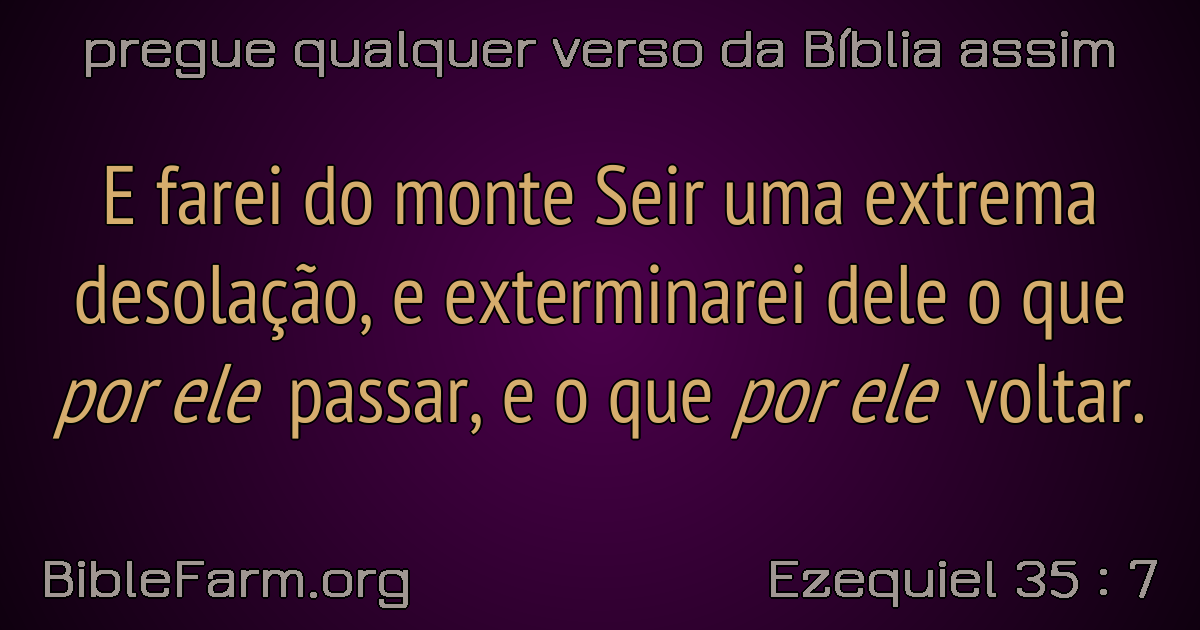 pregue qualquer verso da Bíblia assim
E farei do monte Seir uma extrema
desolação, e exterminarei dele o que
por ele passar, e o que por ele voltar.
BibleFarm.org
Ezequiel 35 : 7